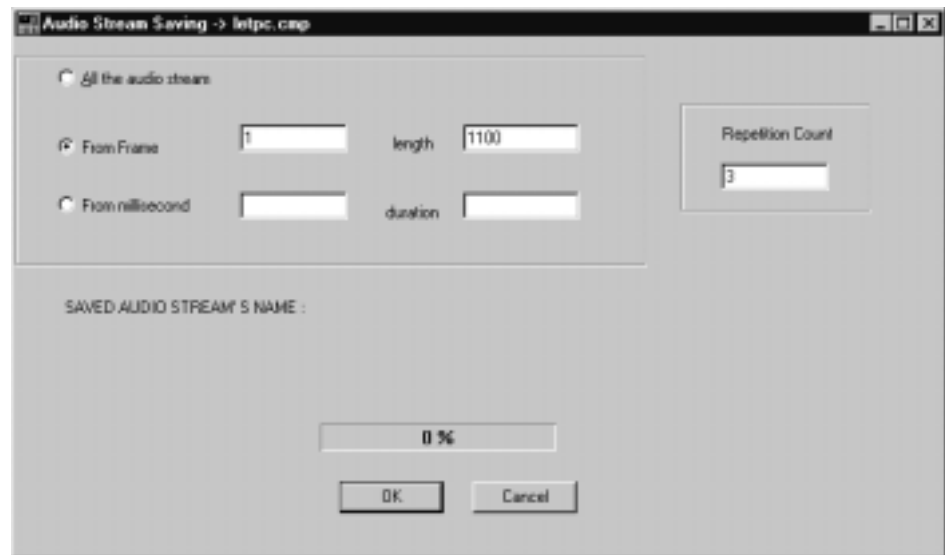 Audio Stream Saving -> letpc.cmp
All the audio stream
From Frame 1 length 1100
Repetition Count
3
From millisecond duration
SAVED AUDIO STREAM'S NAME :
0 %
OK Cancel